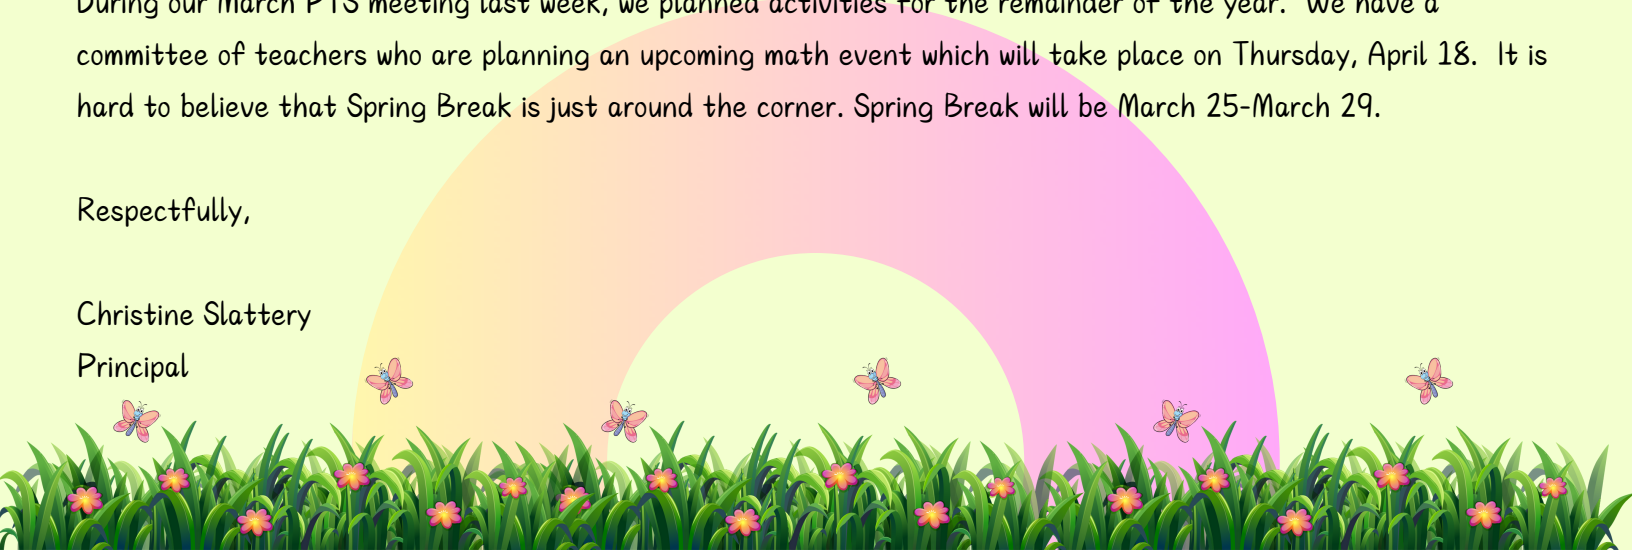 During our March PTS meeting last week, we planned activities for the remainder of the year.  We have a
committee of teachers who are planning an upcoming math event which will take place on Thursday, April 18.  It is
hard to believe that Spring Break is just around the corner. Spring Break will be March 25-March 29.
Respectfully,
Christine Slattery
Principal